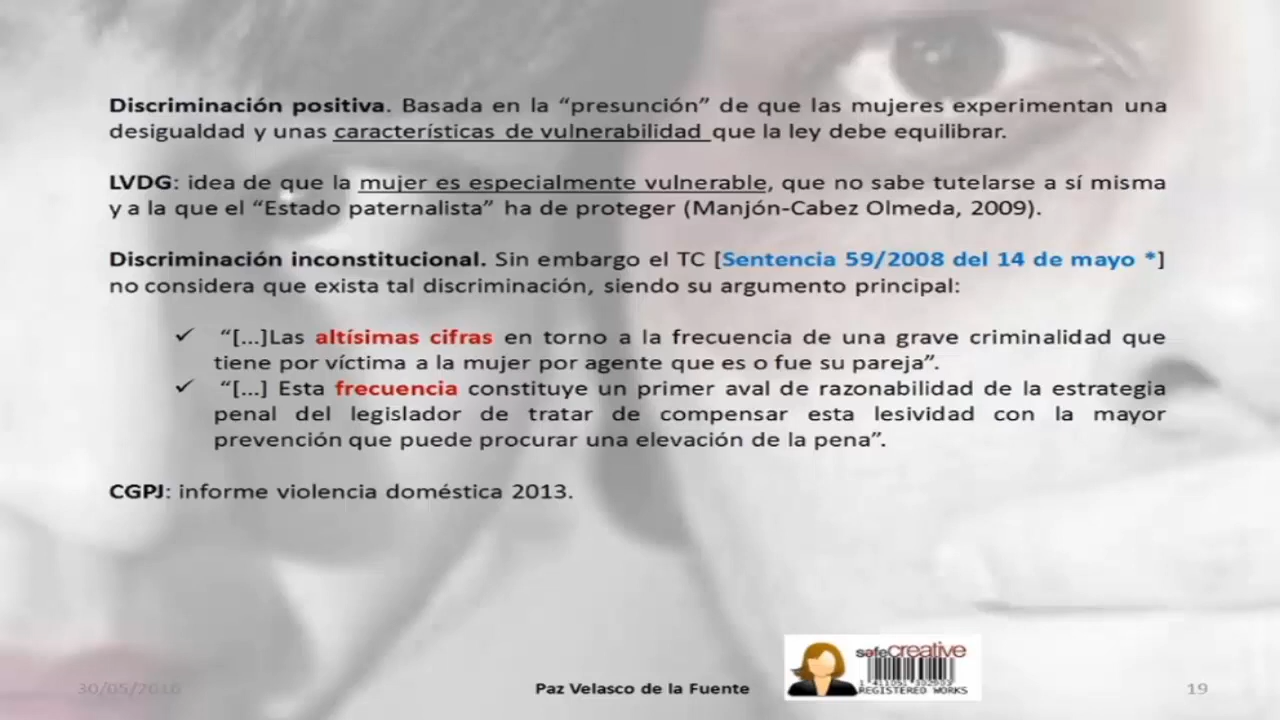 Discriminación positiva. Basada en la “presunción” de que las mujeres experimentan una
desigualdad y unas características de vulnerabilidad que la ley debe equilibrar.
LVDG: idea de que la mujer es especialmente vulnerable, que no sabe tutelarse a sí misma
y a la que el “Estado paternalista” ha de proteger (Manjón-Cabez Olmeda, 2009).
Discriminación inconstitucional. Sin embargo el TC [Sentencia 59/2008 del 14 de mayo *]
no considera que exista tal discriminación, siendo su argumento principal:
✓ “[...]Las altísimas cifras en torno a la frecuencia de una grave criminalidad que
tiene por víctima a la mujer por agente que es o fue su pareja”.
✓ “[...] Esta frecuencia constituye un primer aval de razonabilidad de la estrategia
penal del legislador de tratar de compensar esta lesividad con la mayor
prevención que puede procurar una elevación de la pena”.
CGPJ: informe violencia doméstica 2013.
safecreative
REGISTERED WORKS
30/05/2016
Paz Velasco de la Fuente
19